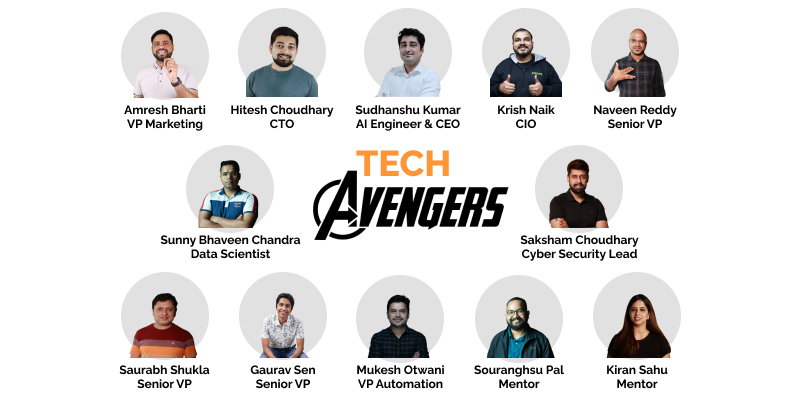 Amresh Bharti
VP Marketing
Hitesh Choudhary
CTO
Sudhanshu Kumar
AI Engineer & CEO
Krish Naik
CIO
Naveen Reddy
Senior VP
TECH
AVENGERS
Sunny Bhaveen Chandra
Data Scientist
Saksham Choudhary
Cyber Security Lead
Saurabh Shukla
Senior VP
Gaurav Sen
Senior VP
Mukesh Otwani
VP Automation
Souranghsu Pal
Mentor
Kiran Sahu
Mentor